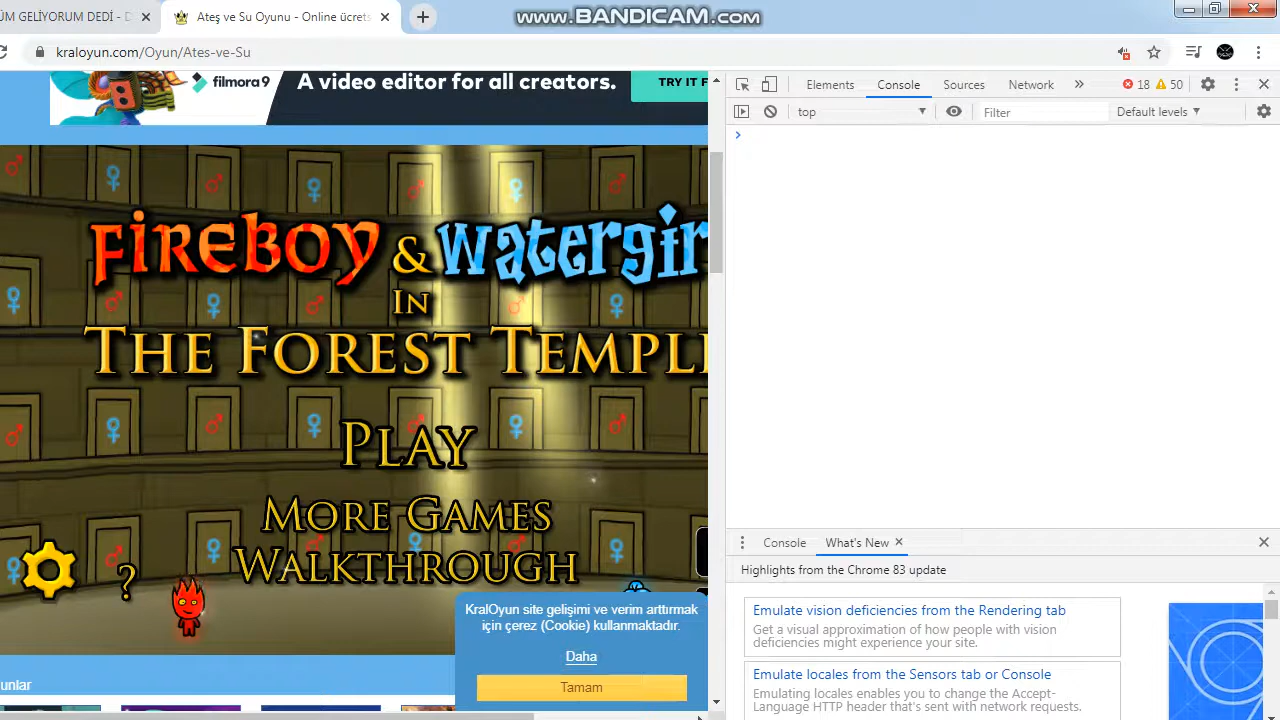 ÜM GELİYORUM DEDİ - D
Ateş ve Su Oyunu - Online ücrets
www.BANDICAM.com
kraloyun.com/Oyun/Ates-ve-Su
filmora9
A video editor for all creators.
TRY IT F
Elements
Console
Sources
Network
18
50
top
Filter
Default levels
FIREBOY & WATERGIR
IN
THE FOREST TEMPLE
PLAY
MORE GAMES
WALKTHROUGH
?
KralOyun site gelişimi ve verim arttırmak
için çerez (Cookie) kullanmaktadır.
Daha
Tamam
unlar
Console
What's New
Highlights from the Chrome 83 update
Emulate vision deficiencies from the Rendering tab
Get a visual approximation of how people with vision
deficiencies might experience your site.
Emulate locales from the Sensors tab or Console
Emulating locales enables you to change the Accept-
Language HTTP header that's sent with network requests.